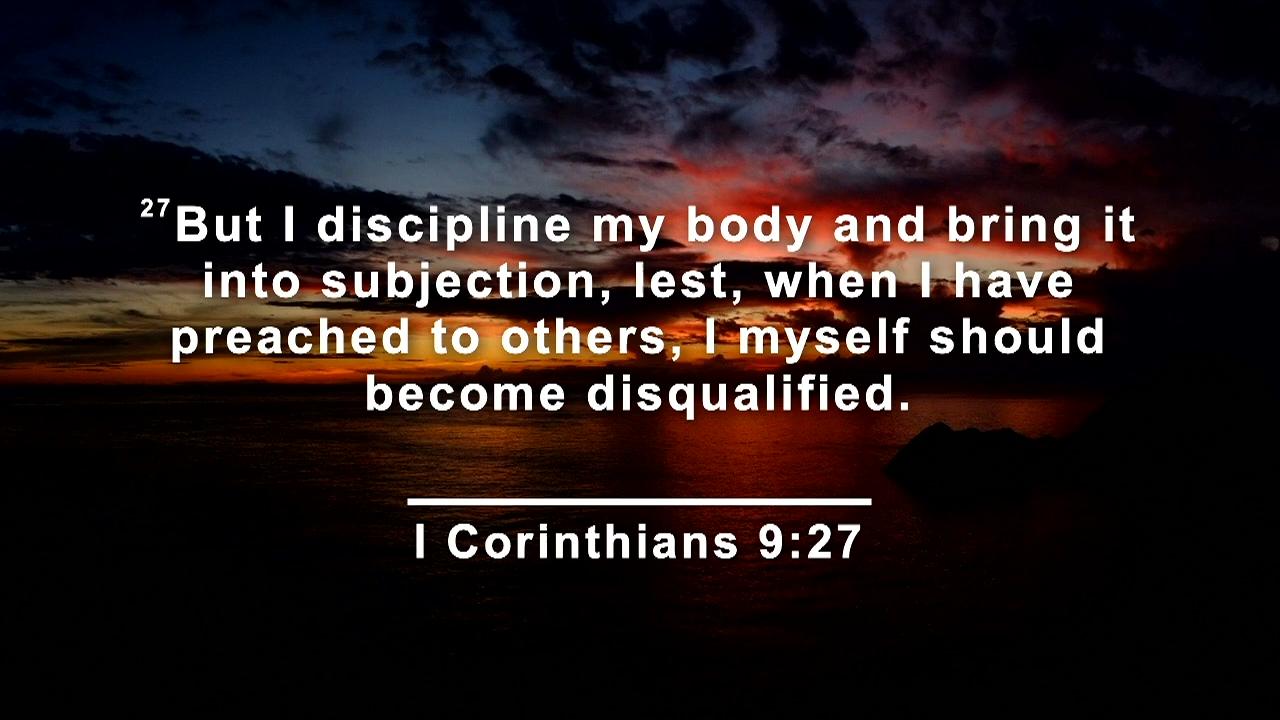 27But I discipline my body and bring it
into subjection, lest, when I have
preached to others, I myself should
become disqualified.
I Corinthians 9:27